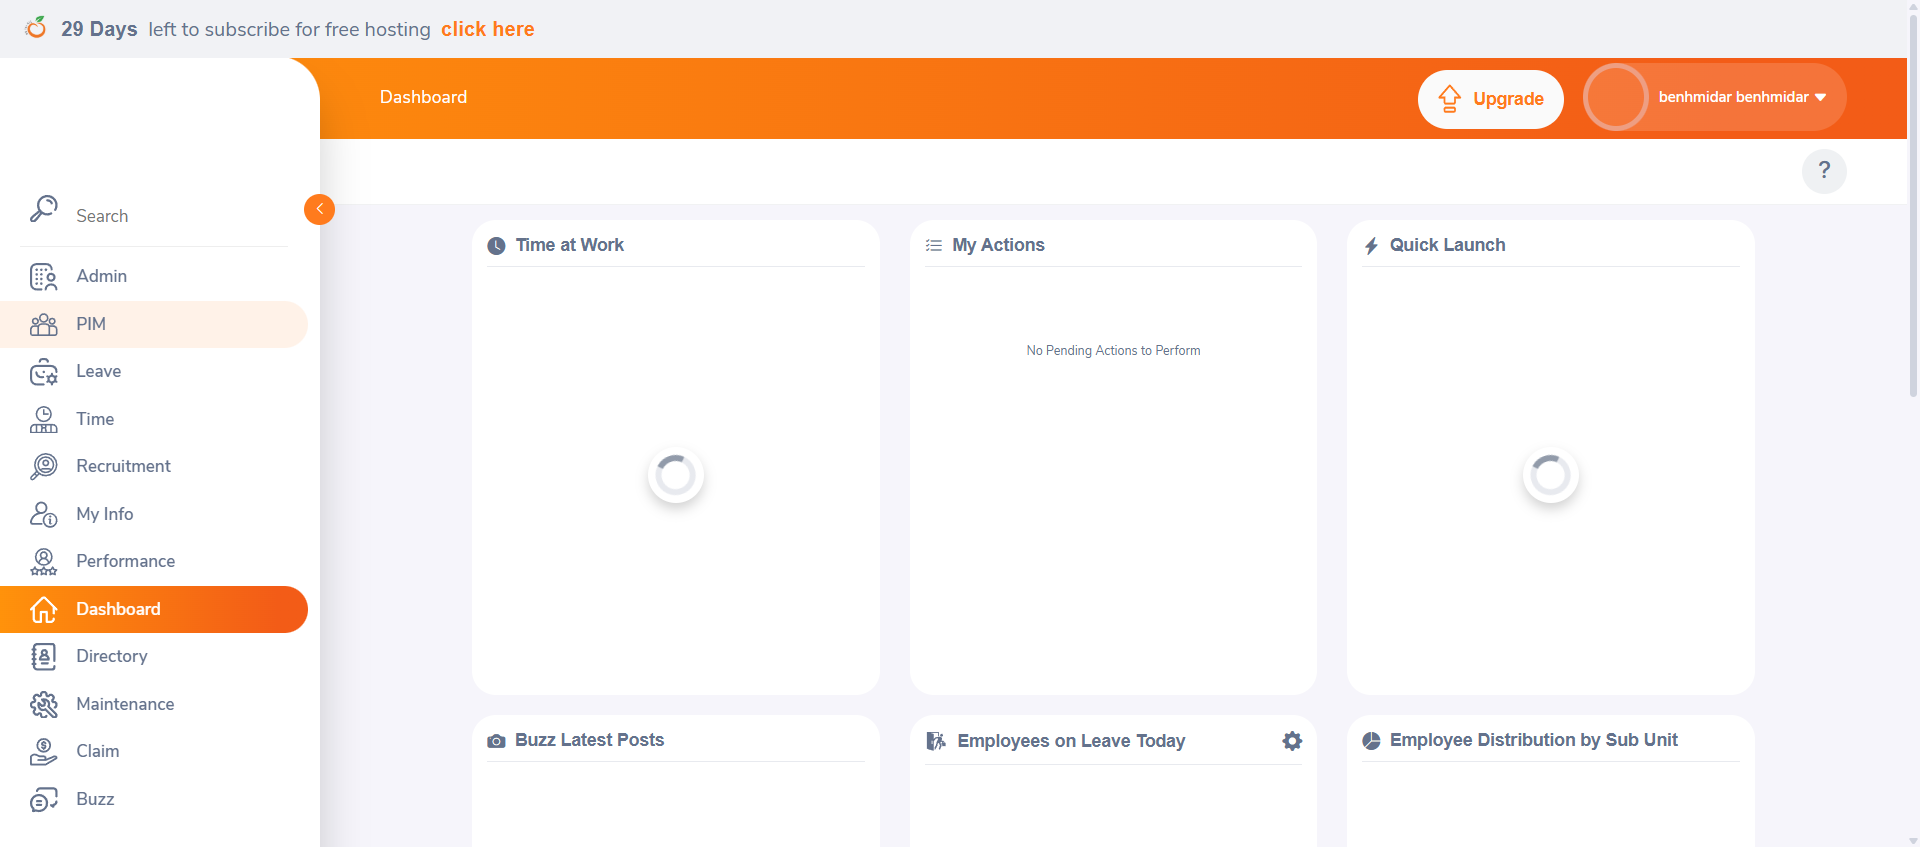 29 Days left to subscribe for free hosting click here
Dashboard
Upgrade
benhmidar benhmidar
?
Search
Admin
PIM
Leave
Time
Recruitment
My Info
Performance
Dashboard
Directory
Maintenance
Claim
Buzz
Time at Work
My Actions
No Pending Actions to Perform
Quick Launch
Buzz Latest Posts
Employees on Leave Today
Employee Distribution by Sub Unit